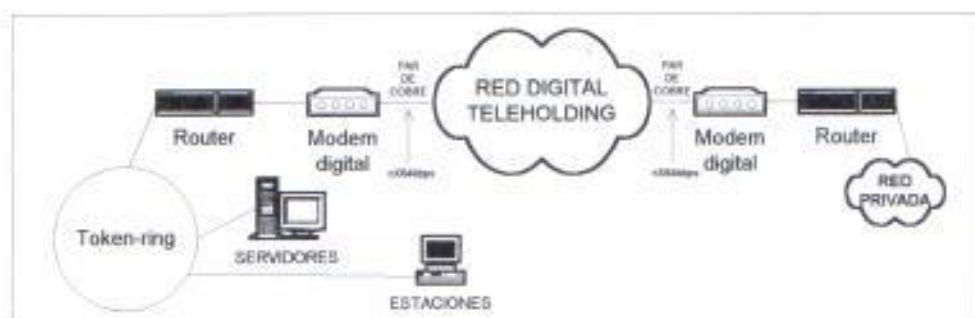 PAR
DE
COBRE
RED DIGITAL
TELEHOLDING
PAR
DE
COBRE
Router
Modem
digital
Modem
digital
Router
RED
PRIVADA
Token-ring
SERVIDORES
ESTACIONES